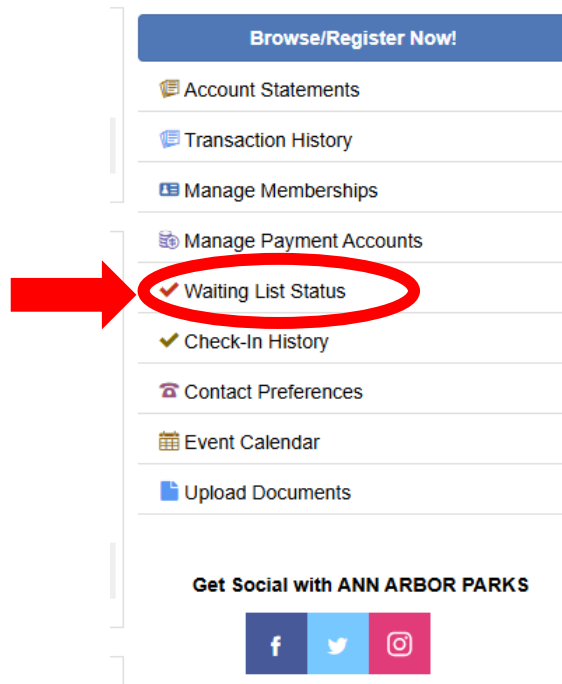 Browse/Register Now!
Account Statements
Transaction History
Manage Memberships
Manage Payment Accounts
Waiting List Status
Check-In History
Contact Preferences
Event Calendar
Upload Documents
Get Social with ANN ARBOR PARKS